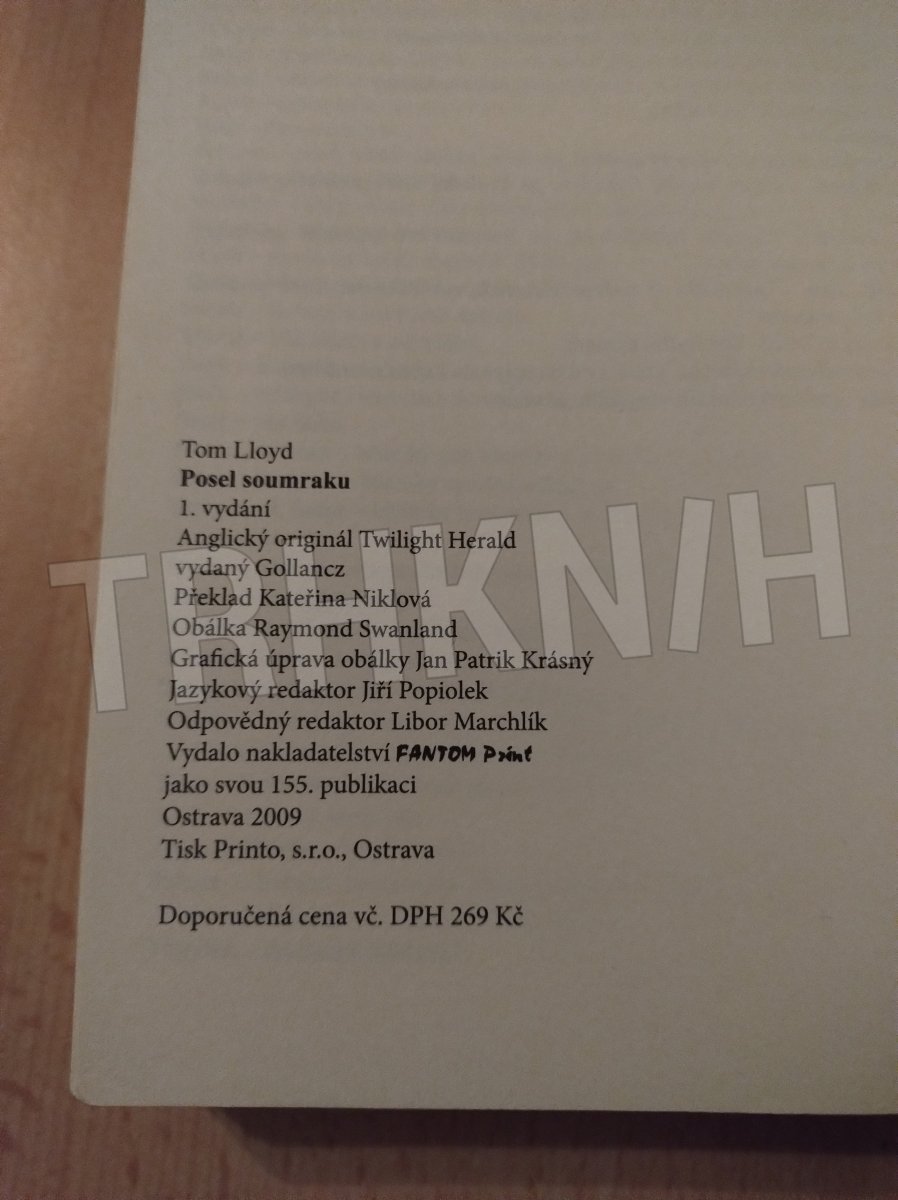 Tom Lloyd
Posel soumraku
1. vydání
Anglický originál Twilight Herald
vydaný Gollancz
Překlad Kateřina Niklová
Obálka Raymond Swanland
Grafická úprava obálky Jan Patrik Krásný
Jazykový redaktor Jiří Popiolek
Odpovědný redaktor Libor Marchlík
Vydalo nakladatelství FANTOM Print
jako svou 155. publikaci
Ostrava 2009
Tisk Printo, s.r.o., Ostrava
Doporučená cena vč. DPH 269 Kč
TRHKNIH